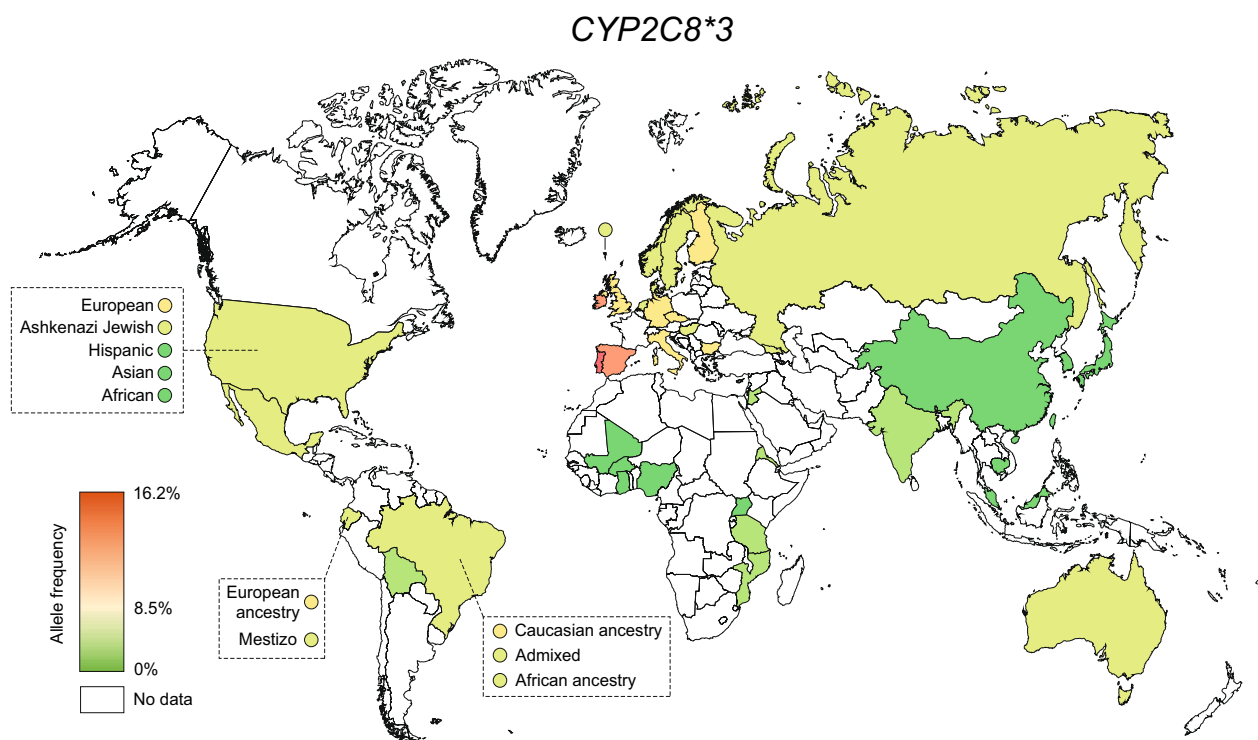 CYP2C8*3
European
Ashkenazi Jewish
Hispanic
Asian
African
16.2%
8.5%
0%
Allele frequency
No data
European
ancestry
Mestizo
Caucasian ancestry
Admixed
African ancestry